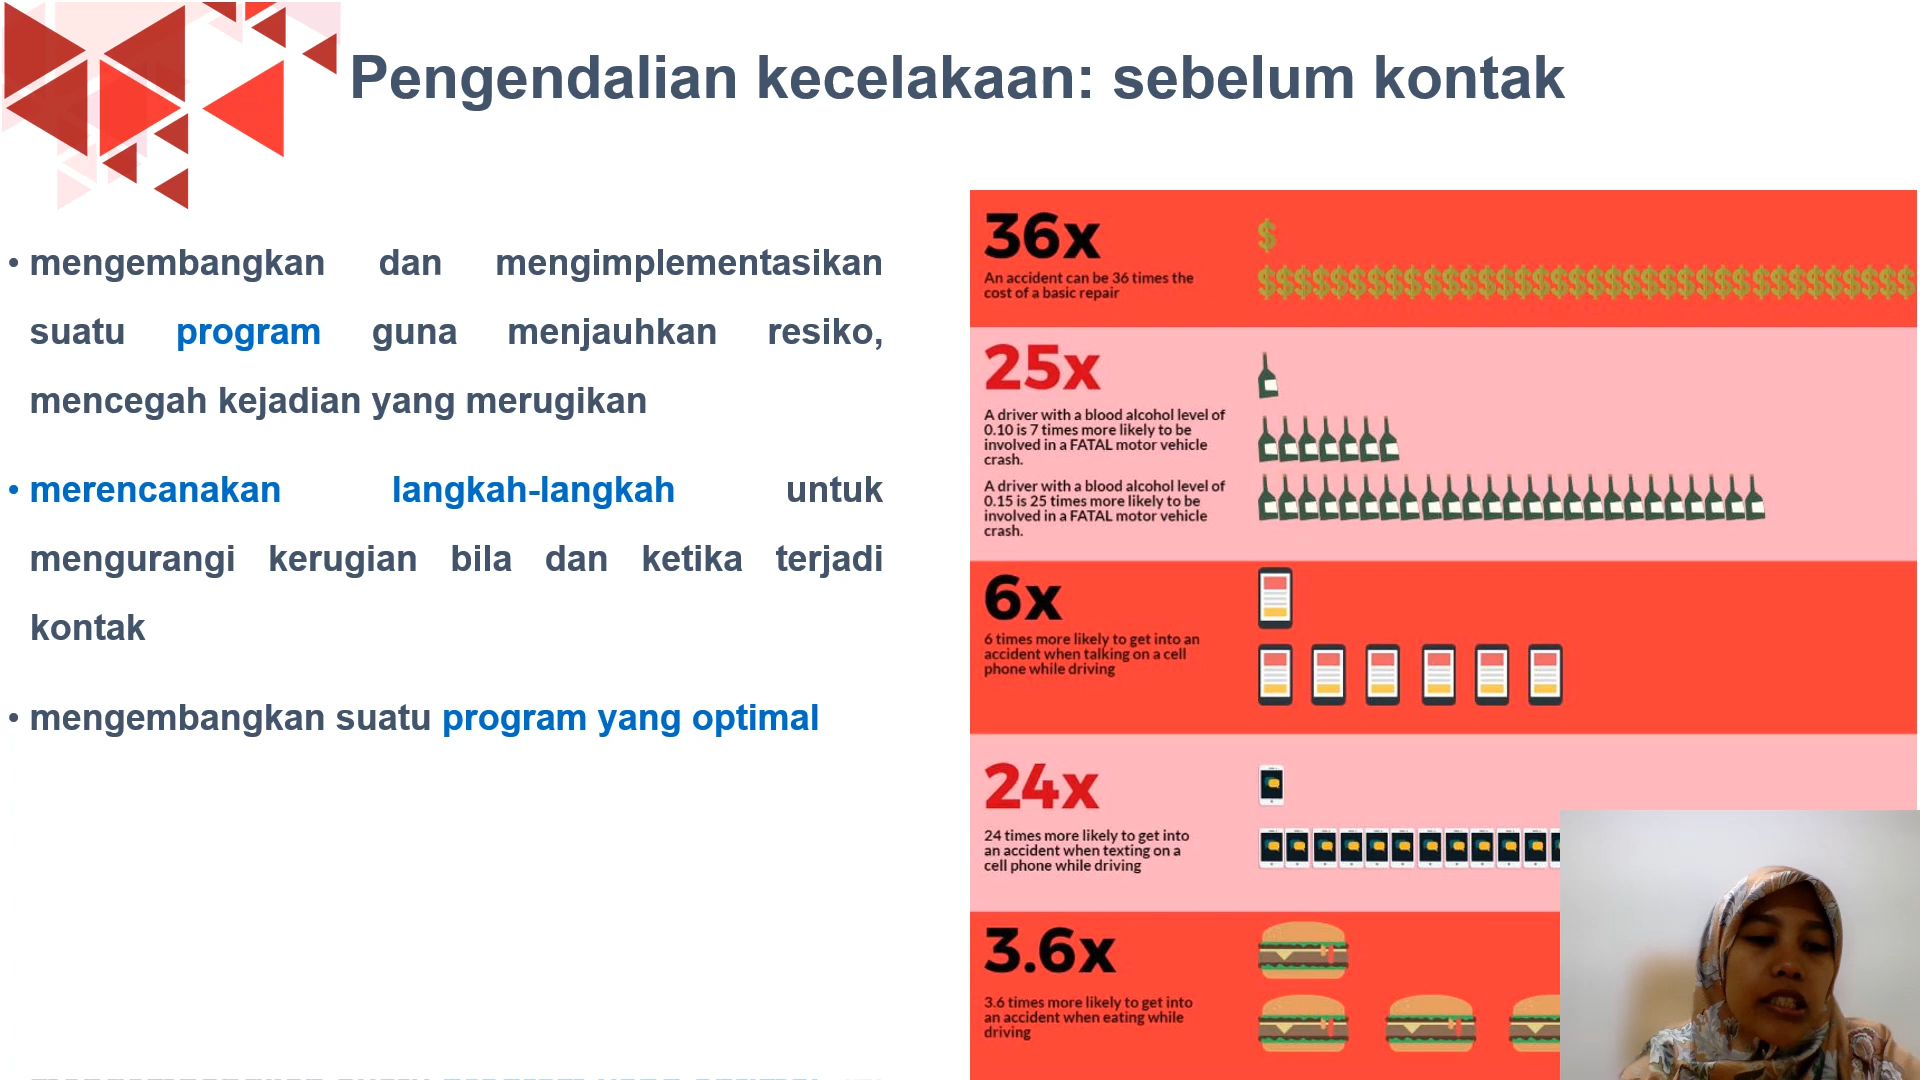 Pengendalian kecelakaan: sebelum kontak
• mengembangkan dan mengimplementasikan
suatu program guna menjauhkan resiko,
mencegah kejadian yang merugikan
• merencanakan langkah-langkah untuk
mengurangi kerugian bila dan ketika terjadi
kontak
• mengembangkan suatu program yang optimal
36x
An accident can be 36 times the
cost of a basic repair
25x
A driver with a blood alcohol level of
0.10 is 7 times more likely to be
involved in a FATAL motor vehicle
crash.
A driver with a blood alcohol level of
0.15 is 25 times more likely to be
involved in a FATAL motor vehicle
crash.
6x
6 times more likely to get into an
accident when talking on a cell
phone while driving
24x
24 times more likely to get into
an accident when texting on a
cell phone while driving
3.6x
3.6 times more likely to get into
an accident when eating while
driving